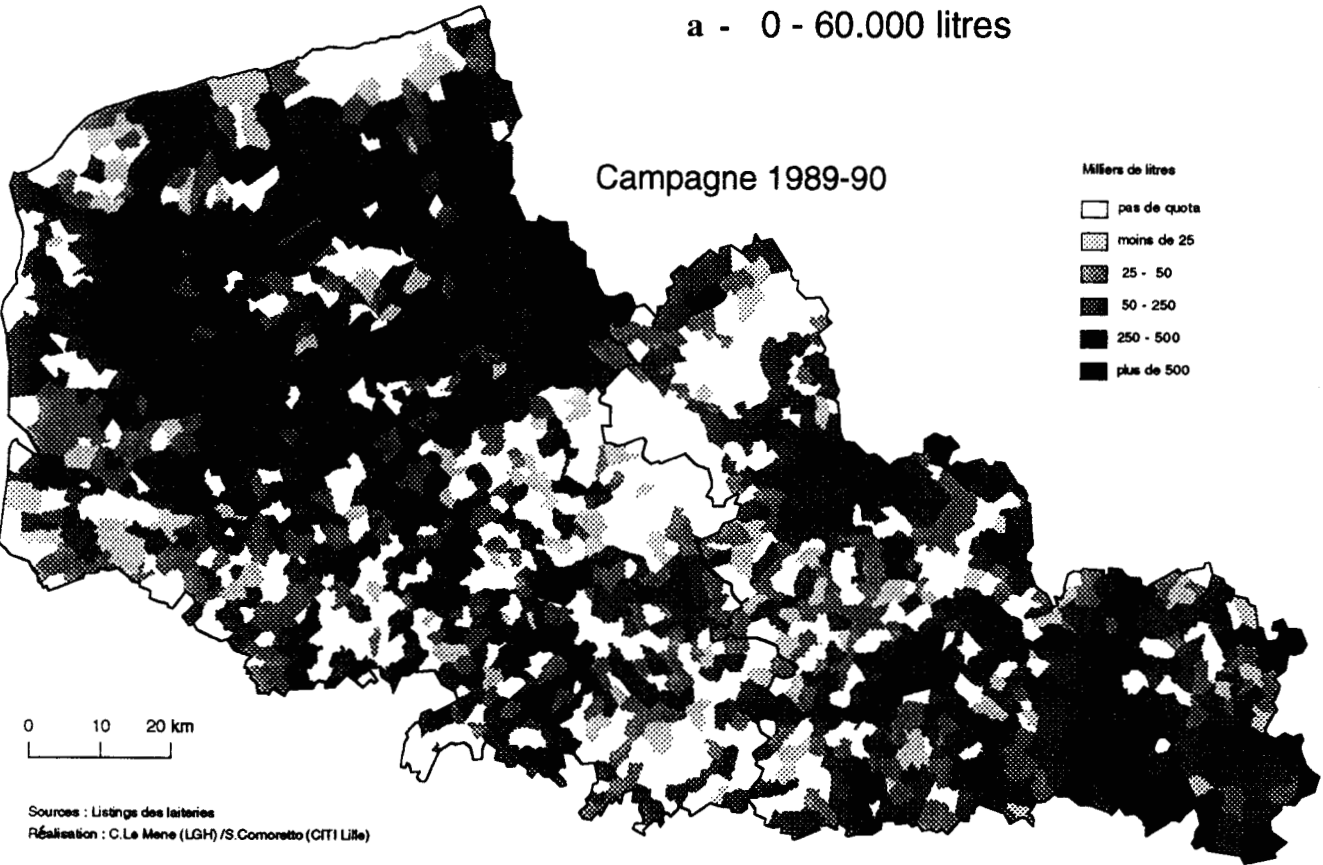 a - 0 - 60.000 litres
Campagne 1989-90
Milliers de litres
pas de quota
moins de 25
25 - 50
50 - 250
250 - 500
plus de 500
0 10 20 km
Sources : Listings des laiteries
Réalisation : C.Le Mene (LGH) /S.Comoretto (CITI Lille)